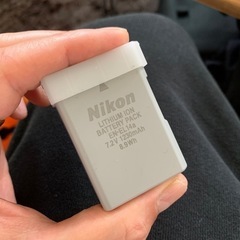 Nikon
LITHIUM ION
BATTERY PACK
EN-EL14a
7.2V 1230mAh
8.9Wh